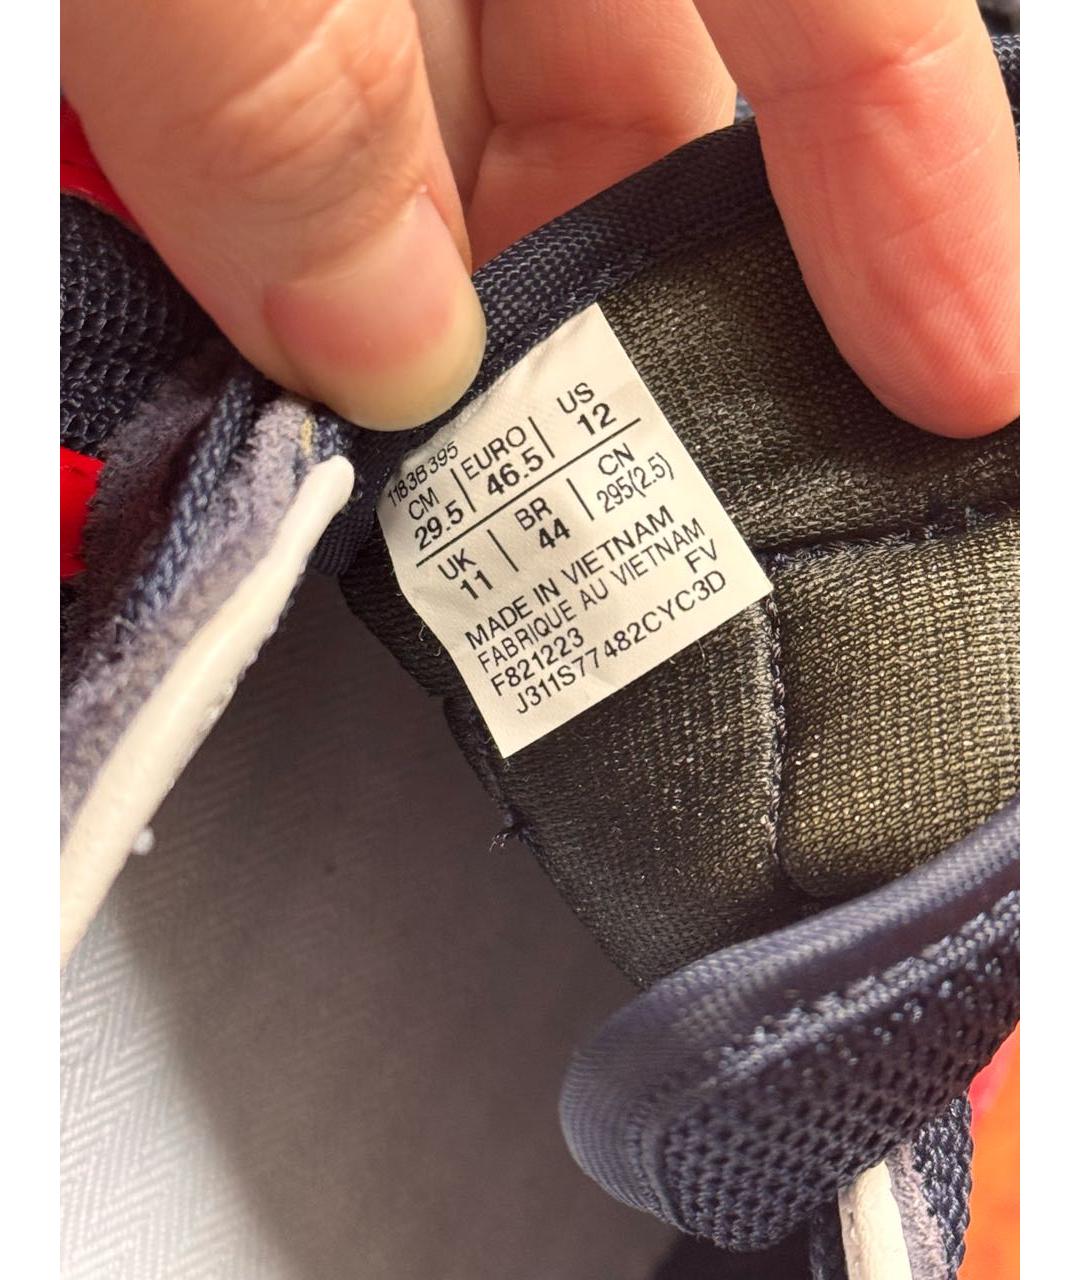 1183B395
CM EURO US
29.5 46.5 12
UK BR CN
11 44 295(2.5)
MADE IN VIETNAM
FABRIQUE AU VIETNAM
F821223 FV
J311S77482CYC3D